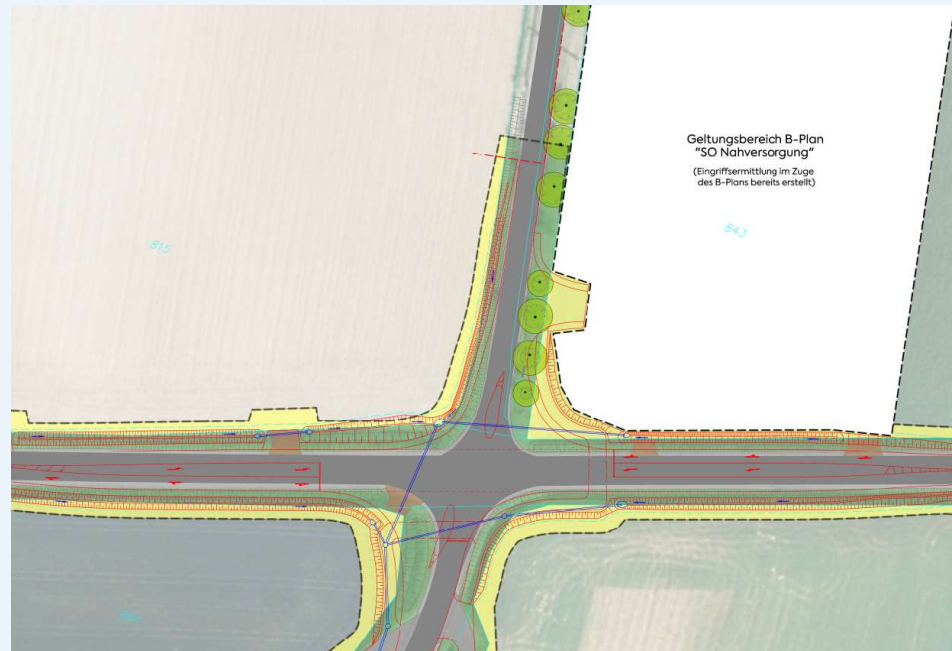 Geltungsbereich B-Plan
"SO Nahversorgung"
(Eingriffsermittlung im Zuge
des B-Plans bereits erstellt)
815
843